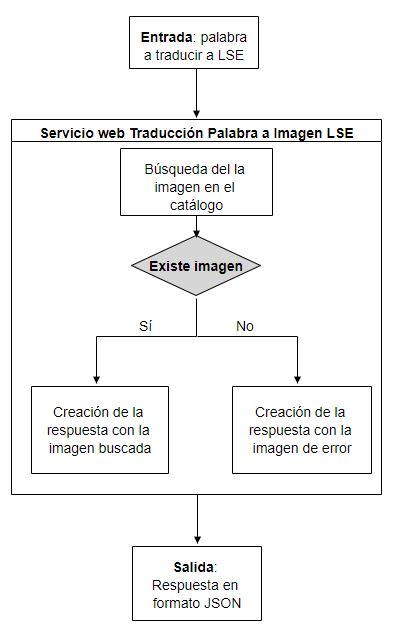 Entrada: palabra
a traducir a LSE
Servicio web Traducción Palabra a Imagen LSE
Búsqueda del la
imagen en el
catálogo
Existe imagen
Sí
No
Creación de la
respuesta con la
imagen buscada
Creación de la
respuesta con la
imagen de error
Salida:
Respuesta en
formato JSON